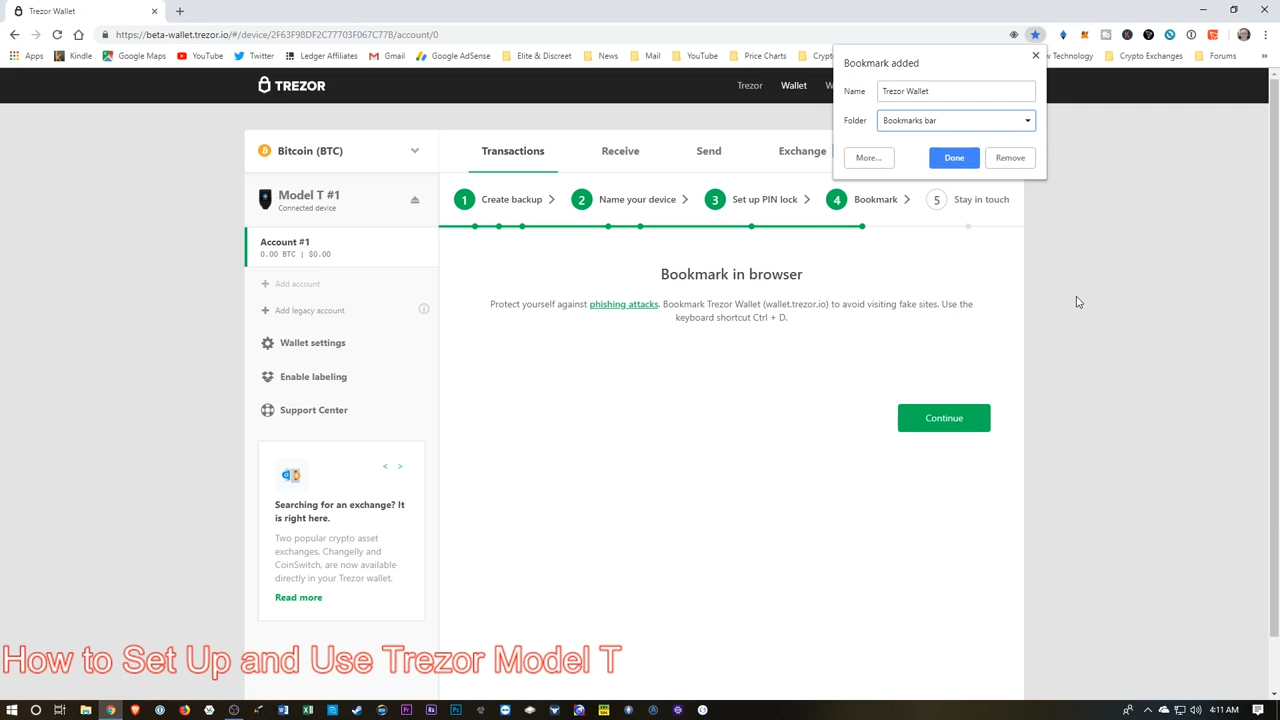 Trezor Wallet
https://beta-wallet.trezor.io/#/device/2F63F98DF2C77703F067C77B/account/0
Apps Kindle Google Maps YouTube Twitter Ledger Affiliates Gmail Google AdSense Elite & Discreet News Mail YouTube Price Charts Technology Crypto Exchanges Forums »
Bookmark added
Name Trezor Wallet
Folder Bookmarks bar
More... Done Remove
TREZOR
Trezor Wallet W
Bitcoin (BTC)
Transactions Receive Send Exchange
Model T #1
Connected device
1 Create backup 2 Name your device 3 Set up PIN lock 4 Bookmark 5 Stay in touch
Account #1
0.00 BTC | $0.00
Add account
Add legacy account
Wallet settings
Enable labeling
Support Center
Bookmark in browser
Protect yourself against phishing attacks. Bookmark Trezor Wallet (wallet.trezor.io) to avoid visiting fake sites. Use the
keyboard shortcut Ctrl + D.
Continue
< >
Searching for an exchange? It
is right here.
Two popular crypto asset
exchanges, Changelly and
CoinSwitch, are now available
directly in your Trezor wallet.
Read more
How to Set Up and Use Trezor Model T
4:11 AM